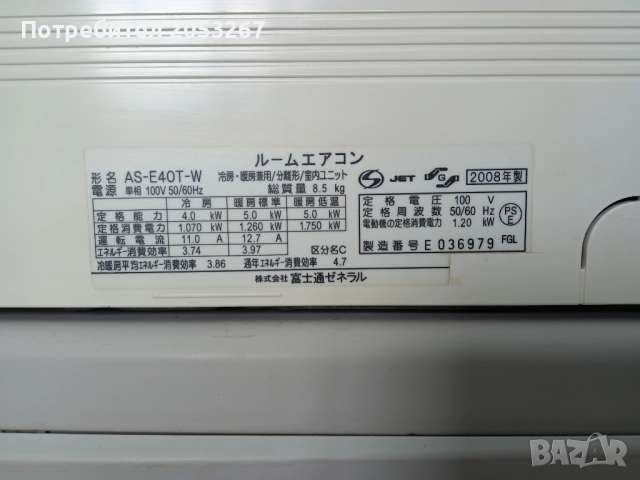 Потребител 2053267
ルームエアコン
形名 AS-E40T-W 冷房・暖房兼用/分離形/室内ユニット
電源 単相 100V 50/60Hz 総質量 8.5 kg
冷房 暖房標準 暖房低温
定格能力 4.0 kW 5.0 kW 5.0 kW
定格消費電力 1.070 kW 1.260 kW 1.750 kW
運転電流 11.0 A 12.7 A
エネルギー消費効率 3.74 3.97 区分名C
冷暖房平均エネルギー消費効率 3.86 通年エネルギー消費効率 4.7
株式会社 富士通ゼネラル
S JET SGS 2008年製
定格電圧 100 V
定格周波数 50/60 Hz
電動機の定格消費電力 1.20 kW
PS E
製造番号 E 036979 FGL
BAZAR